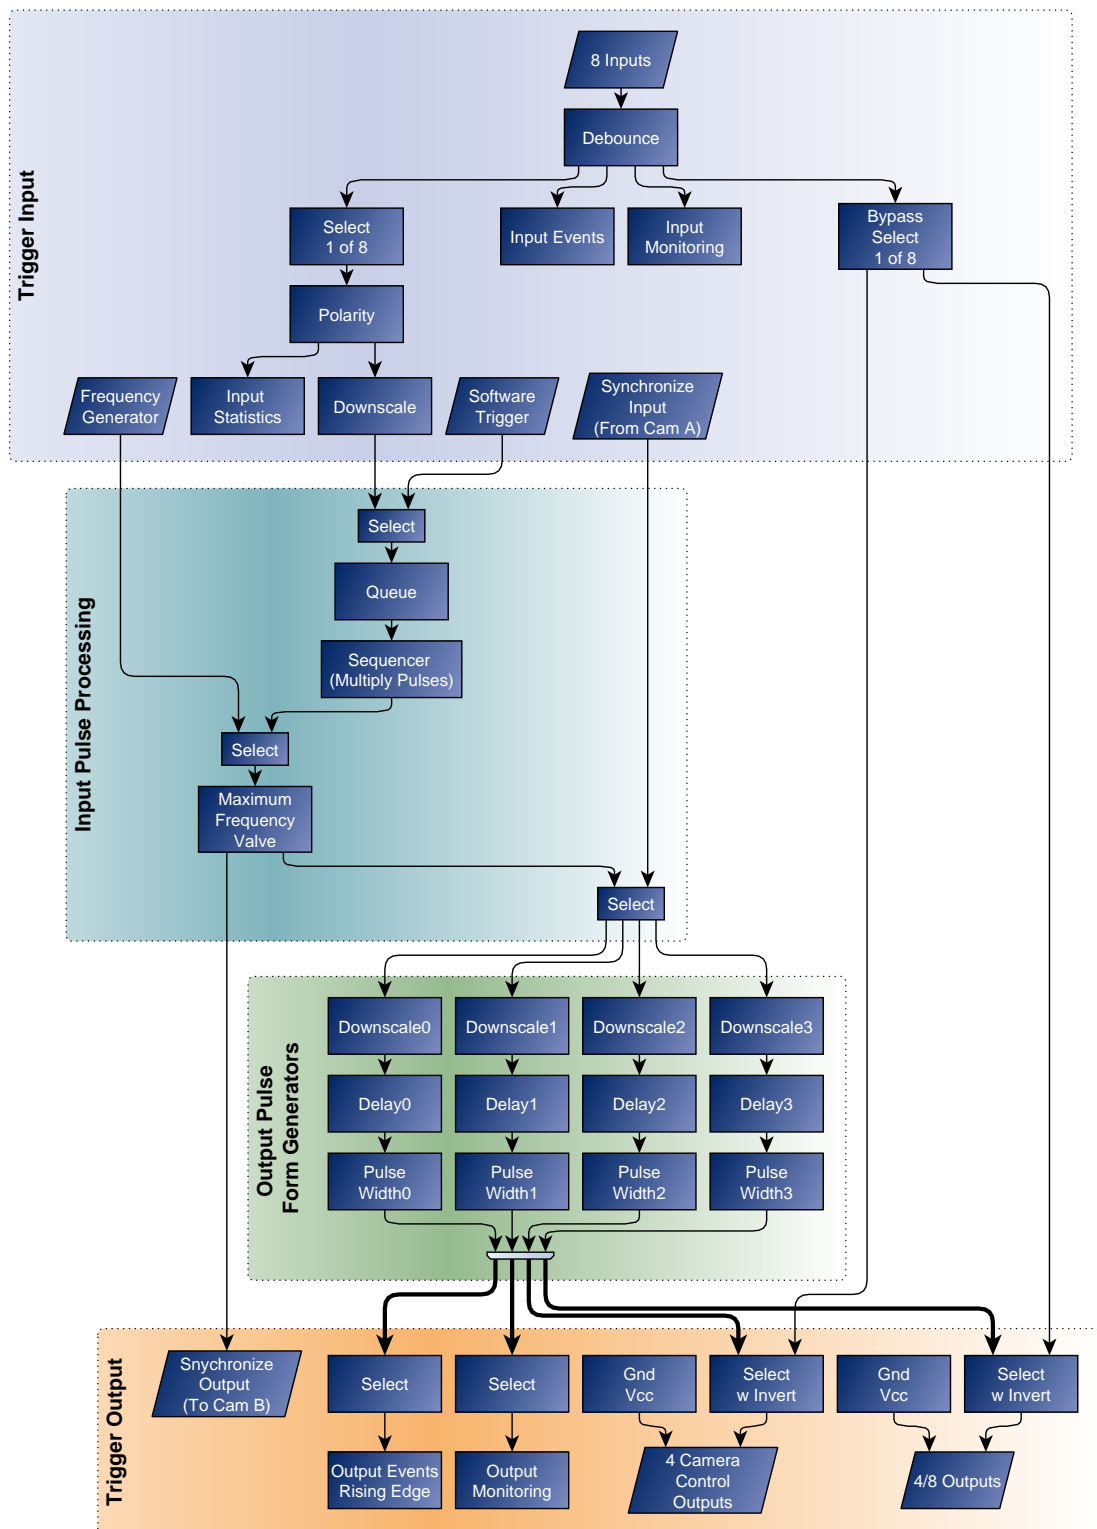 Trigger Input
8 Inputs
Debounce
Select
1 of 8
Input Events
Input
Monitoring
Bypass
Select
1 of 8
Polarity
Frequency
Generator
Input
Statistics
Downscale
Software
Trigger
Synchronize
Input
(From Cam A)
Input Pulse Processing
Select
Queue
Sequencer
(Multiply Pulses)
Select
Maximum
Frequency
Valve
Select
Output Pulse
Form Generators
Downscale0
Downscale1
Downscale2
Downscale3
Delay0
Delay1
Delay2
Delay3
Pulse
Width0
Pulse
Width1
Pulse
Width2
Pulse
Width3
Trigger Output
Snychronize
Output
(To Cam B)
Select
Select
Gnd
Vcc
Select
w Invert
Gnd
Vcc
Select
w Invert
Output Events
Rising Edge
Output
Monitoring
4 Camera
Control
Outputs
4/8 Outputs